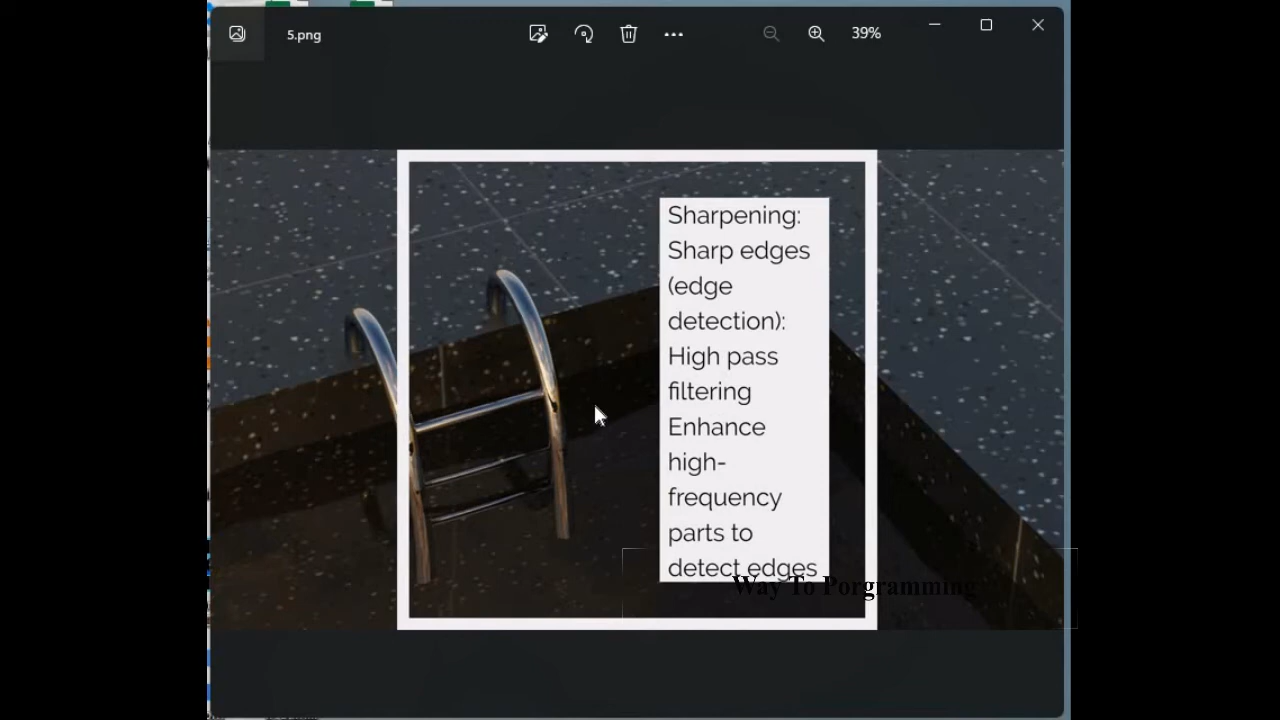 5.png
39%
Sharpening:
Sharp edges
(edge
detection):
High pass
filtering
Enhance
high-
frequency
parts to
detect edges
Way To Porgramming